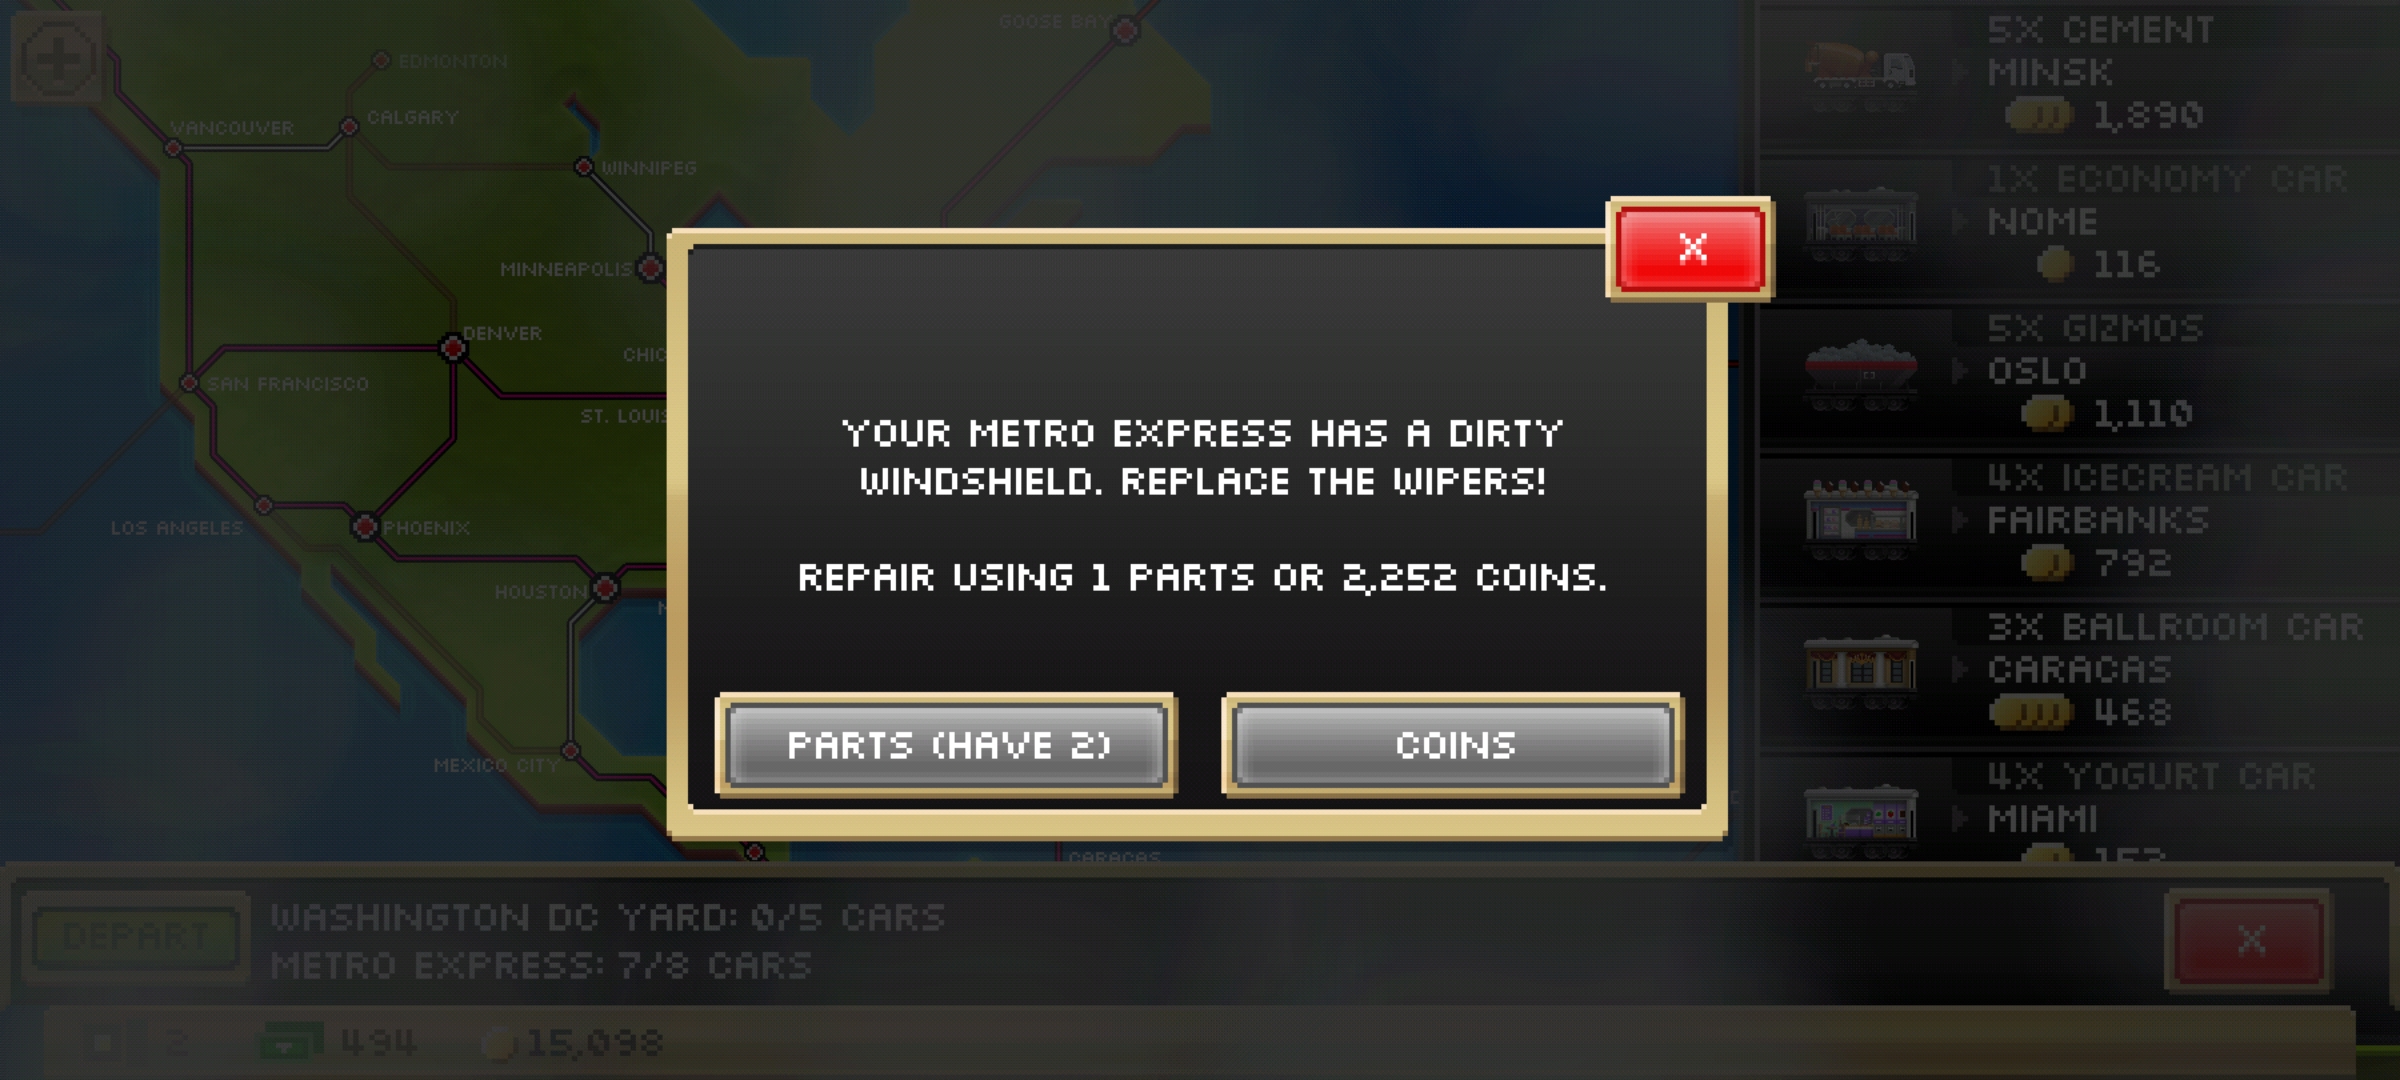 GOOSE BAY
EDMONTON
CALGARY
VANCOUVER
WINNIPEG
MINNEAPOLIS
DENVER
CHIC
SAN FRANCISCO
ST. LOUIS
LOS ANGELES
PHOENIX
HOUSTON
MEXICO CITY
CARACAS
X
YOUR METRO EXPRESS HAS A DIRTY
WINDSHIELD. REPLACE THE WIPERS!
REPAIR USING 1 PARTS OR 2,252 COINS.
PARTS (HAVE 2)
COINS
5X CEMENT
MINSK
1,890
1X ECONOMY CAR
NOME
116
5X GIZMOS
OSLO
1,110
4X ICECREAM CAR
FAIRBANKS
792
3X BALLROOM CAR
CARACAS
468
4X YOGURT CAR
MIAMI
DEPART
WASHINGTON DC YARD: 0/5 CARS
METRO EXPRESS: 7/8 CARS
X
2
494
15,098